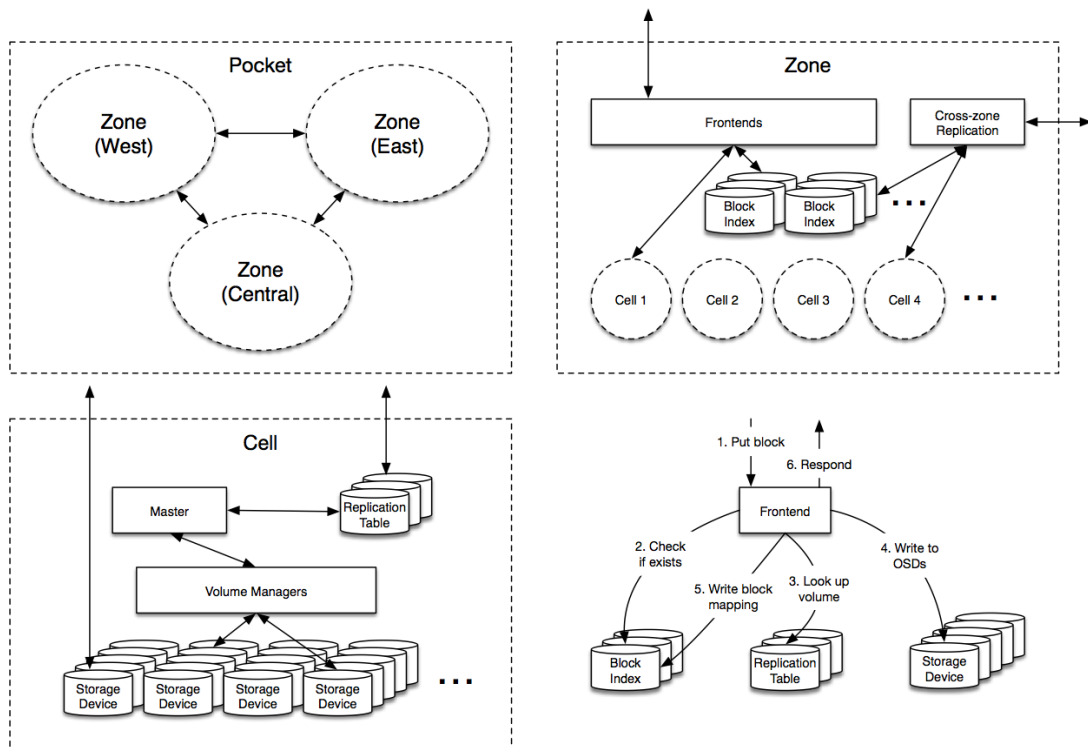 Pocket
Zone
(West)
Zone
(East)
Zone
(Central)
Zone
Frontends
Cross-zone
Replication
Block
Index
Block
Index
...
Cell 1
Cell 2
Cell 3
Cell 4
...
Cell
Master
Replication
Table
Volume Managers
Storage
Device
Storage
Device
Storage
Device
Storage
Device
...
1. Put block
6. Respond
Frontend
2. Check
if exists
5. Write block
mapping
3. Look up
volume
4. Write to
OSDs
Block
Index
Replication
Table
Storage
Device